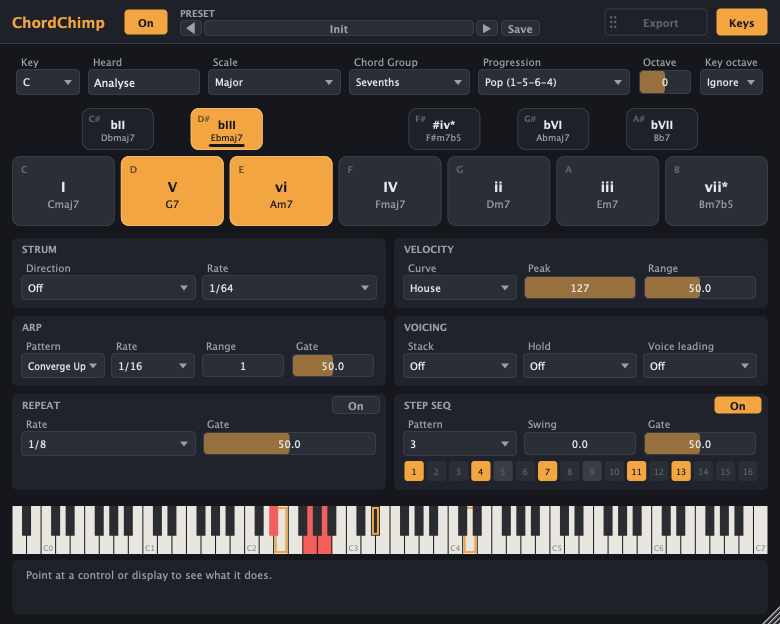 ChordChimp
On
PRESET
Init
Save
Export
Keys
Key
Heard
Scale
Chord Group
Progression
Octave
Key octave
C
Analyse
Major
Sevenths
Pop (1-5-6-4)
0
Ignore
C#
bII
Dbmaj7
D#
bIII
Ebmaj7
F#
#iv*
F#m7b5
G#
bVI
Abmaj7
A#
bVII
Bb7
C
I
Cmaj7
D
V
G7
E
vi
Am7
F
IV
Fmaj7
G
ii
Dm7
A
iii
Em7
B
vii*
Bm7b5
STRUM
Direction
Rate
Off
1/64
VELOCITY
Curve
Peak
Range
House
127
50.0
ARP
Pattern
Rate
Range
Gate
Converge Up
1/16
1
50.0
VOICING
Stack
Hold
Voice leading
Off
Off
Off
REPEAT
On
Rate
Gate
1/8
50.0
STEP SEQ
On
Pattern
Swing
Gate
3
0.0
50.0
1 2 3 4 5 6 7 8 9 10 11 12 13 14 15 16
C0 C1 C2 C3 C4 C5 C6 C7
Point at a control or display to see what it does.